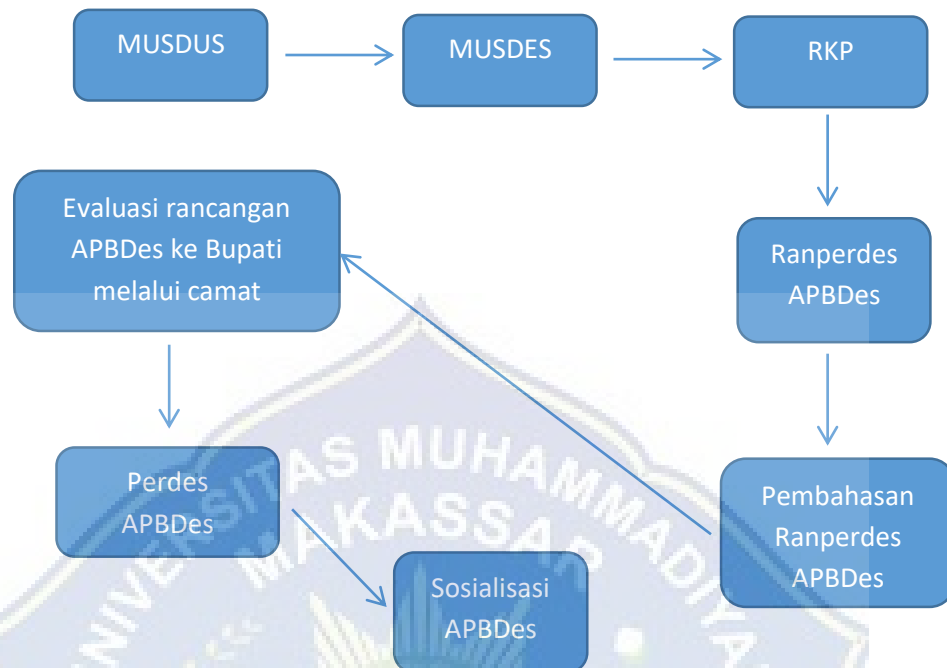 MUSDUS
MUSDES
RKP
Evaluasi rancangan
APBDes ke Bupati
melalui camat
Ranperdes
APBDes
Perdes
APBDes
Pembahasan
Ranperdes
APBDes
Sosialisasi
APBDes
UNIVERSITAS MUHAMMADIYA
MAKASSAR